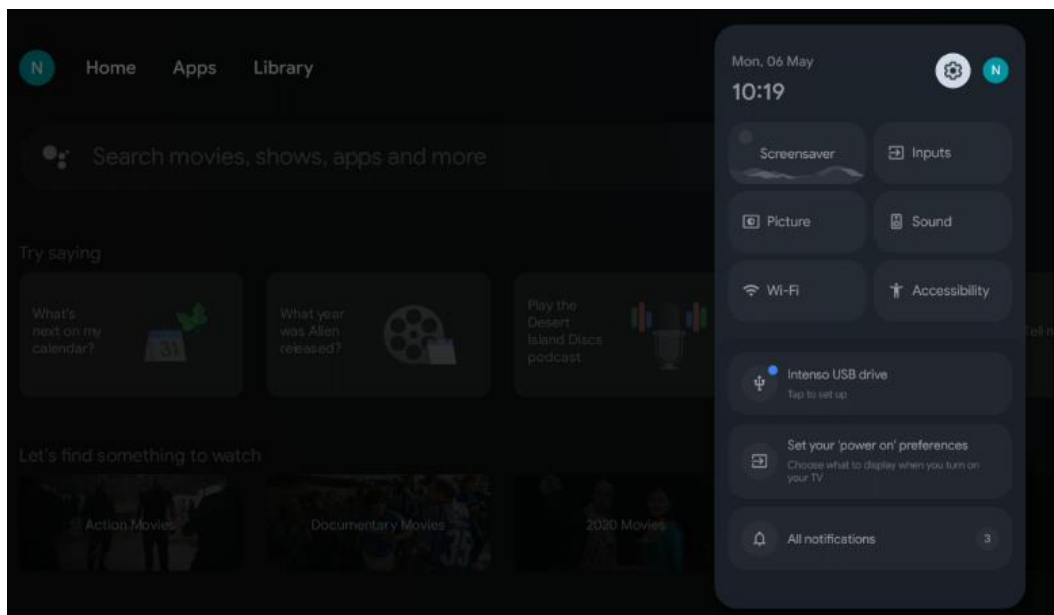 N
Home Apps Library
Search movies, shows, apps and more
Try saying
What's
next on my
calendar?
31
What year
was Alien
released?
Play the
Desert
Island Discs
podcast
Let's find something to watch
Action Movies
Documentary Movies
35
2020 Movies
Mon, 06 May
10:19
N
Screensaver
Inputs
Picture
Sound
Wi-Fi
Accessibility
Intenso USB drive
Tap to set up
Set your 'power on' preferences
Choose what to display when you turn on
your TV
All notifications
3